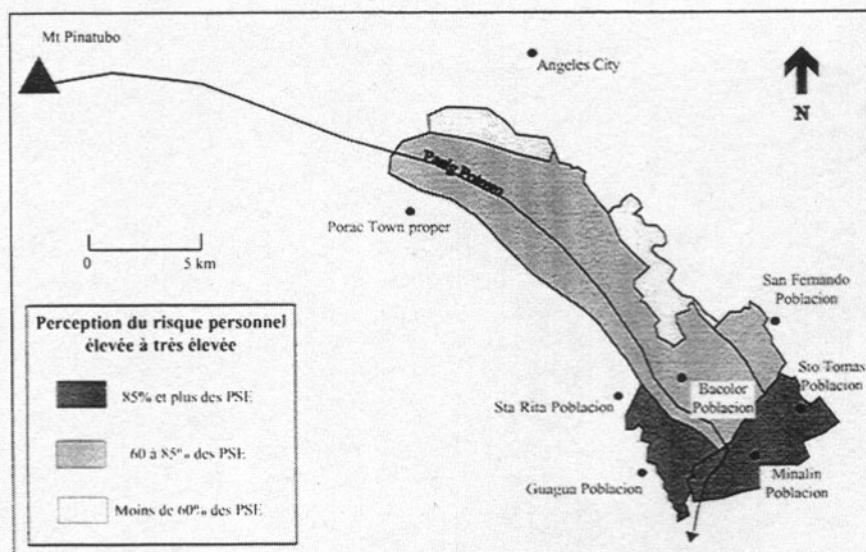 Mt Pinatubo
Angeles City
N
Pasig Potrero
Porac Town proper
0 5 km
San Fernando
Poblacion
Perception du risque personnel
élevée à très élevée
85% et plus des PSE
60 à 85% des PSE
Moins de 60% des PSE
Sto Tomas
Poblacion
Bacolor
Poblacion
Sta Rita Poblacion
Guagua Poblacion
Minalin
Poblacion